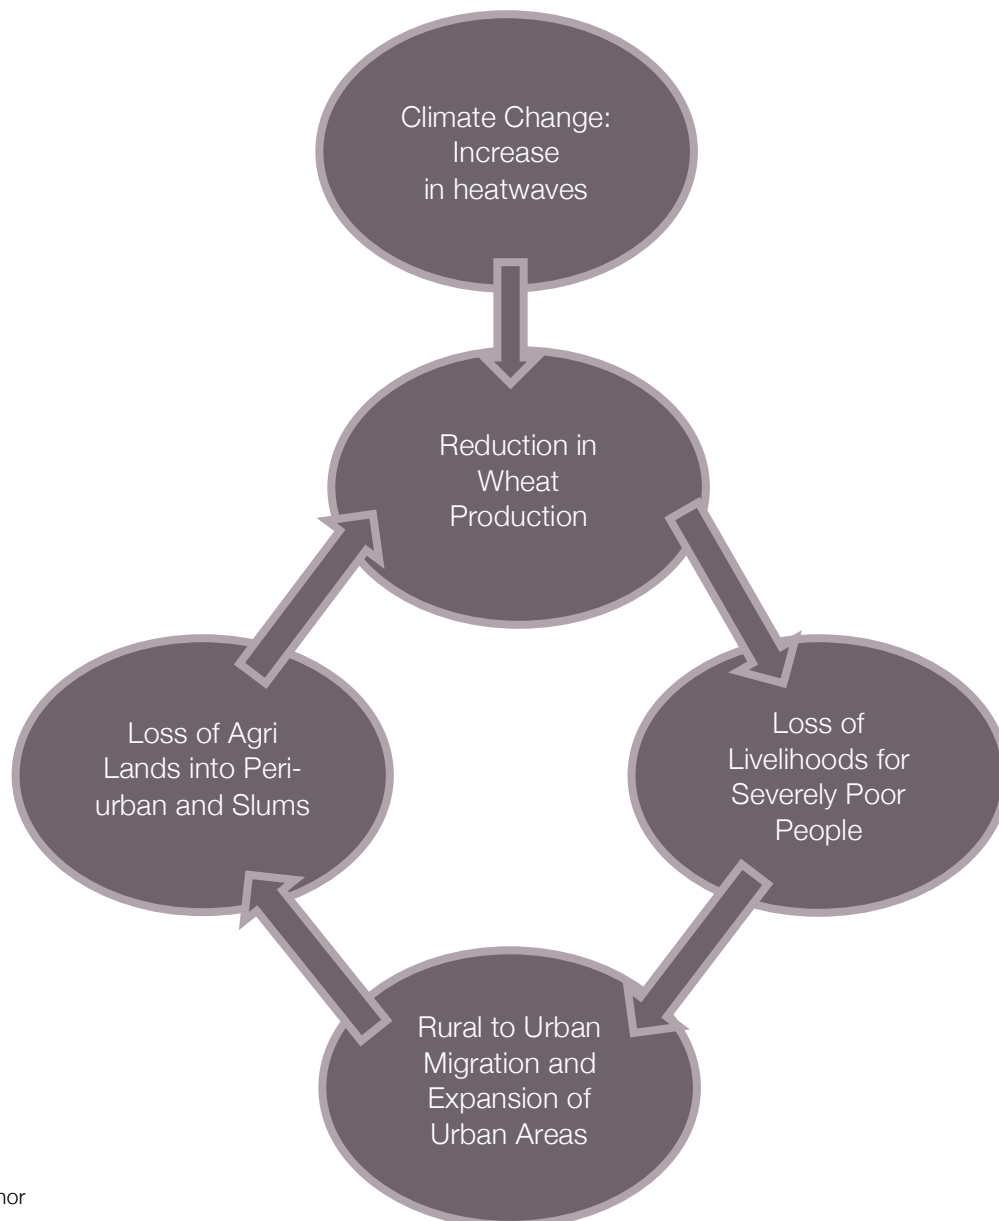 Climate Change:
Increase
in heatwaves
Reduction in
Wheat
Production
Loss of Agri
Lands into Peri-
urban and Slums
Loss of
Livelihoods for
Severely Poor
People
Rural to Urban
Migration and
Expansion of
Urban Areas